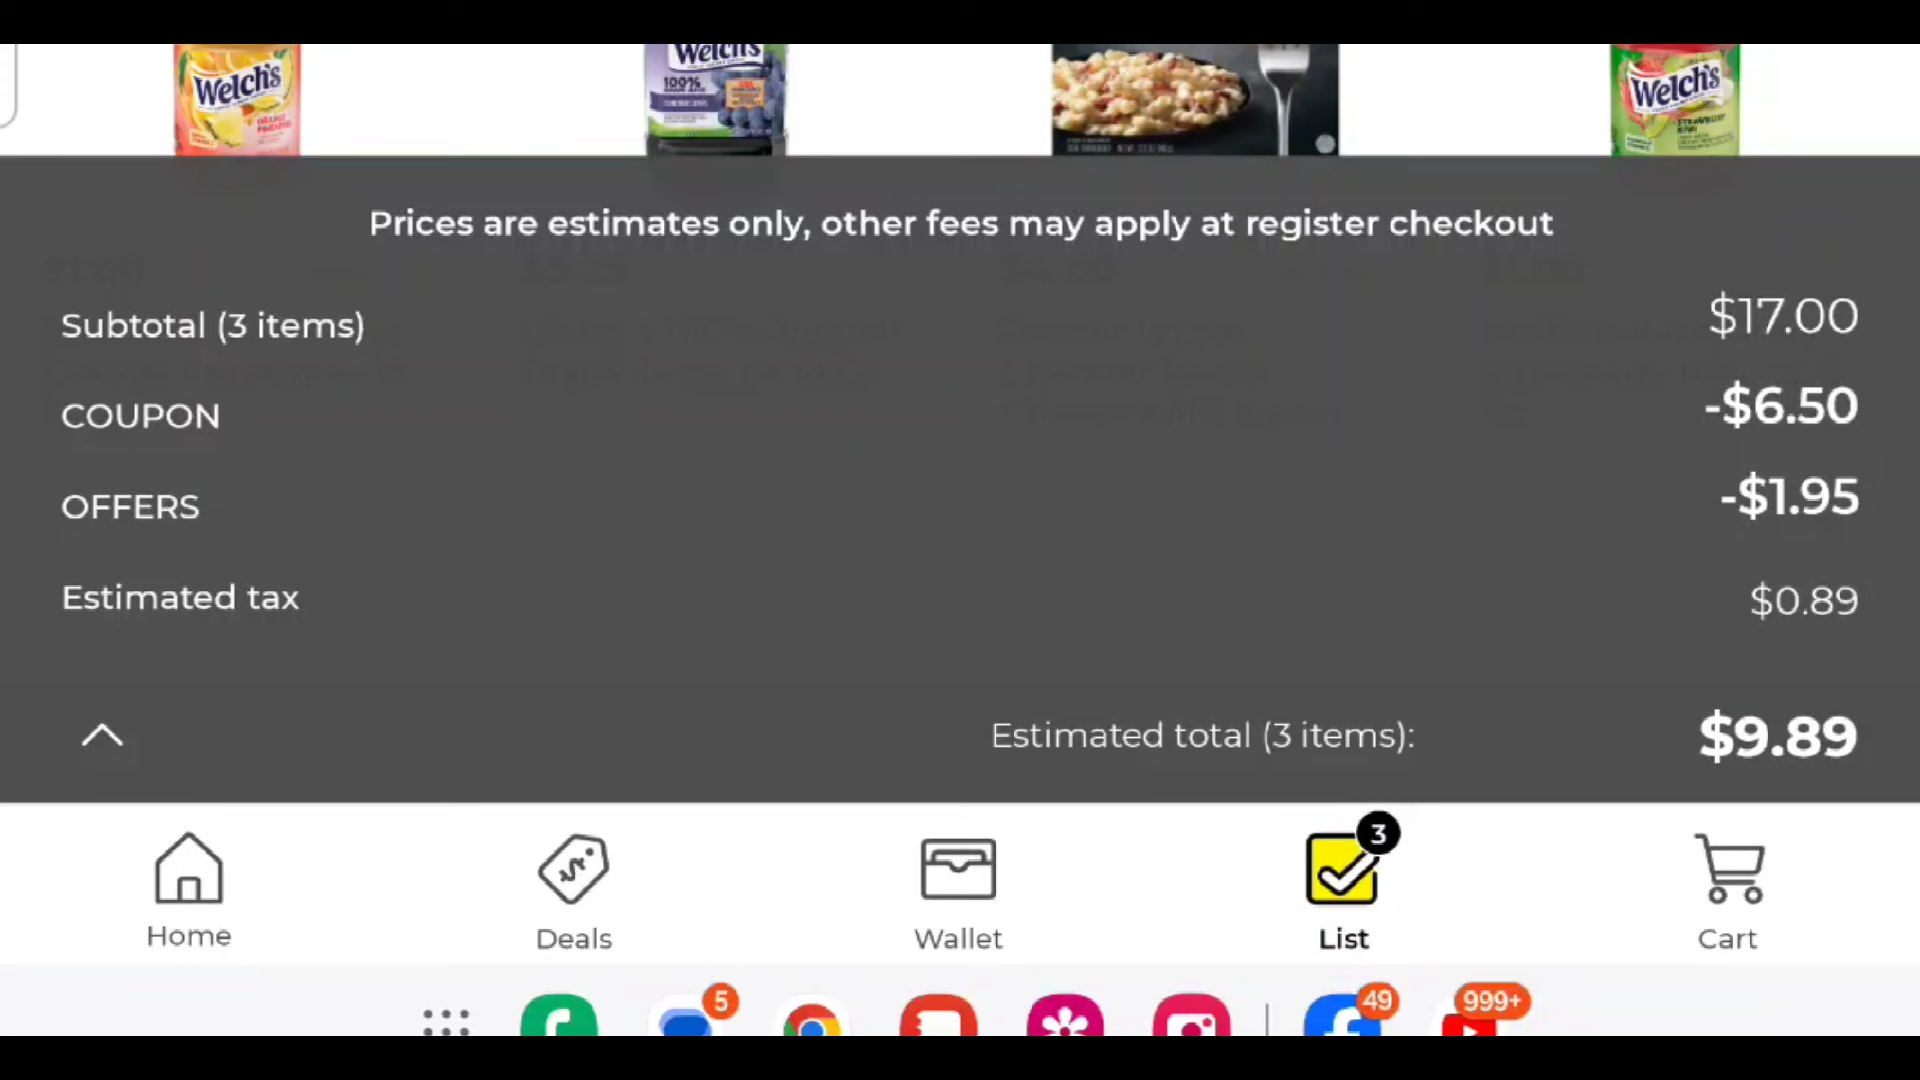 Welch's
Welch's
100%
Welch's
Prices are estimates only, other fees may apply at register checkout
Subtotal (3 items)
$17.00
COUPON
-$6.50
OFFERS
-$1.95
Estimated tax
$0.89
Estimated total (3 items):
$9.89
3
Home
Deals
Wallet
List
Cart
5
49
999+